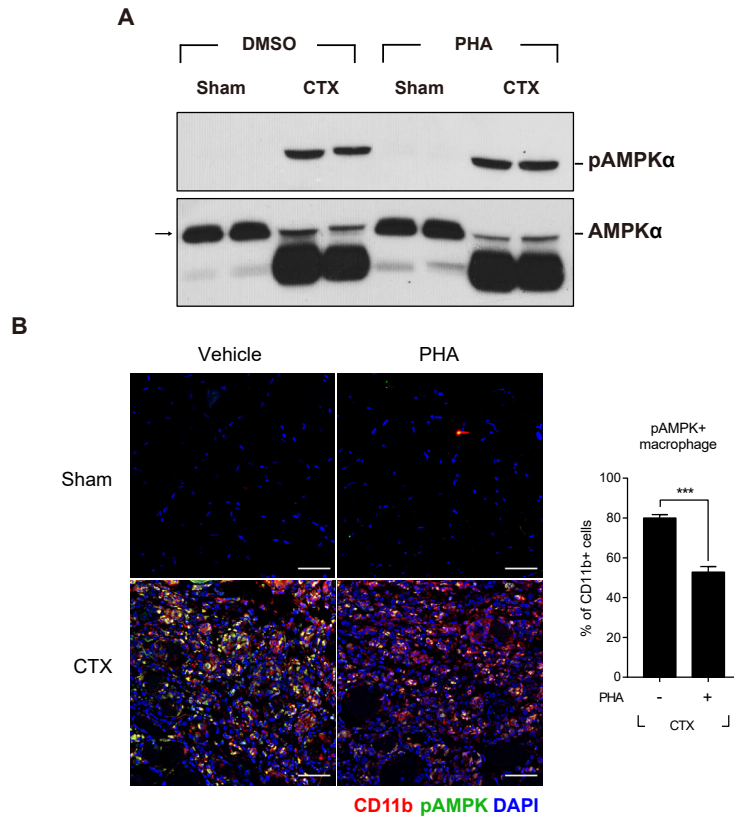 A
DMSO PHA
Sham CTX Sham CTX
pAMPKα
AMPKα
B
Vehicle PHA
Sham
CTX
CD11b pAMPK DAPI
pAMPK+
macrophage
% of CD11b+ cells
100
80
60
40
20
0
***
PHA - +
CTX